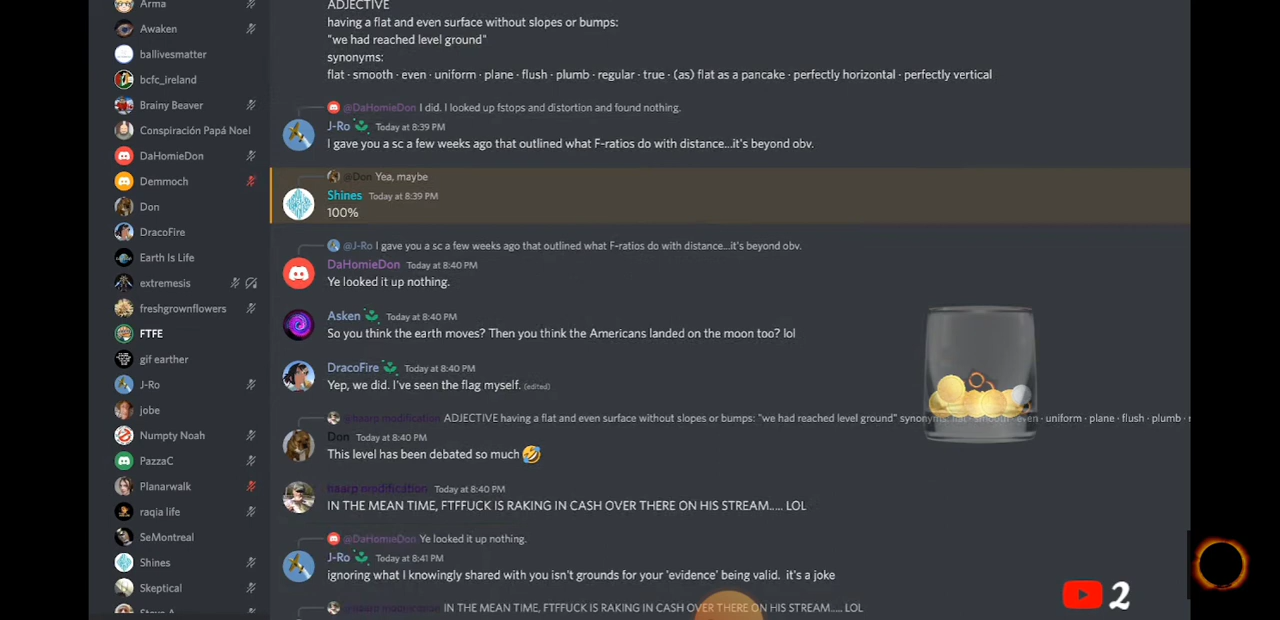 Arma
Awaken
ballivesmatter
bcfc_ireland
Brainy Beaver
Conspiración Papá Noel
DaHomieDon
Demmoch
Don
DracoFire
Earth Is Life
extremesis
freshgrownflowers
FTFE
gif earther
J-Ro
jobe
Numpty Noah
PazzaC
Planarwalk
raqia life
SeMontreal
Shines
Skeptical
Steve A
ADJECTIVE
having a flat and even surface without slopes or bumps:
"we had reached level ground"
synonyms:
flat · smooth · even · uniform · plane · flush · plumb · regular · true · (as) flat as a pancake · perfectly horizontal · perfectly vertical
@DaHomieDon I did. I looked up fstops and distortion and found nothing.
J-Ro Today at 8:39 PM
I gave you a sc a few weeks ago that outlined what F-ratios do with distance...it's beyond obv.
@Don Yea, maybe
Shines Today at 8:39 PM
100%
@J-Ro I gave you a sc a few weeks ago that outlined what F-ratios do with distance...it's beyond obv.
DaHomieDon Today at 8:40 PM
Ye looked it up nothing.
Asken Today at 8:40 PM
So you think the earth moves? Then you think the Americans landed on the moon too? lol
DracoFire Today at 8:40 PM
Yep, we did. I've seen the flag myself. (edited)
@haarp modification ADJECTIVE having a flat and even surface without slopes or bumps: "we had reached level ground" synonyms: flat · smooth · even · uniform · plane · flush · plumb ·
Don Today at 8:40 PM
This level has been debated so much 🤣
haarp modification Today at 8:40 PM
IN THE MEAN TIME, FTFFUCK IS RAKING IN CASH OVER THERE ON HIS STREAM..... LOL
@DaHomieDon Ye looked it up nothing.
J-Ro Today at 8:41 PM
ignoring what I knowingly shared with you isn't grounds for your 'evidence' being valid. it's a joke
@haarp modification IN THE MEAN TIME, FTFFUCK IS RAKING IN CASH OVER THERE ON HIS STREAM..... LOL
2